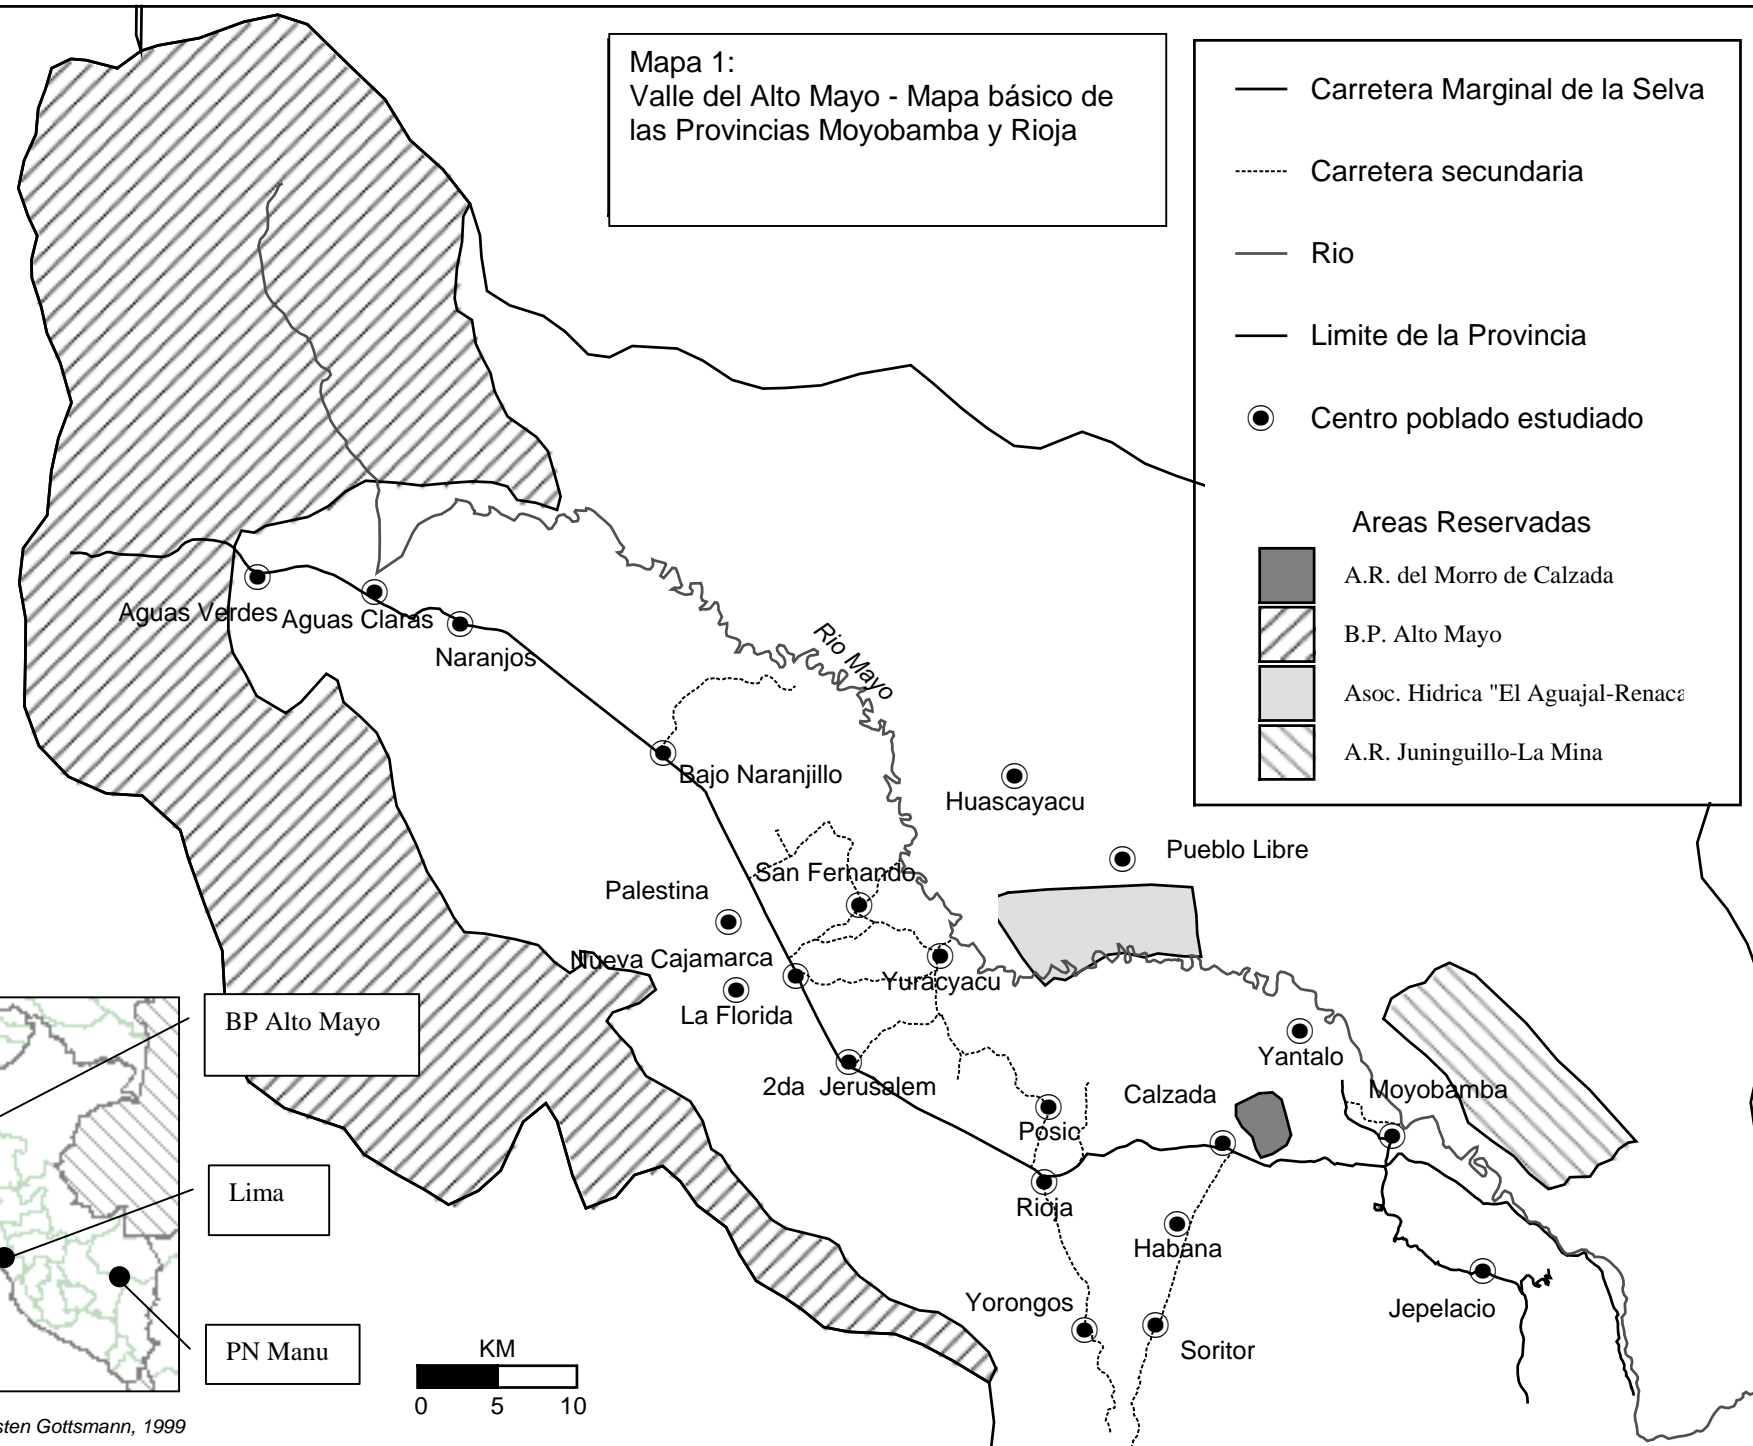 Mapa 1:
Valle del Alto Mayo - Mapa básico de
las Provincias Moyobamba y Rioja
Carretera Marginal de la Selva
Carretera secundaria
Rio
Limite de la Provincia
Centro poblado estudiado
Areas Reservadas
A.R. del Morro de Calzada
B.P. Alto Mayo
Asoc. Hidrica "El Aguajal-Renaca
A.R. Juninguillo-La Mina
Aguas Verdes
Aguas Claras
Naranjos
Rio Mayo
Bajo Naranjillo
Huascayacu
Pueblo Libre
San Fernando
Palestina
Nueva Cajamarca
Yuracyacu
La Florida
Yantalo
2da Jerusalem
Calzada
Moyobamba
Posic
Rioja
Habana
Yorongos
Soritor
Jepelacio
BP Alto Mayo
Lima
PN Manu
KM
0 5 10
sten Gottsmann, 1999